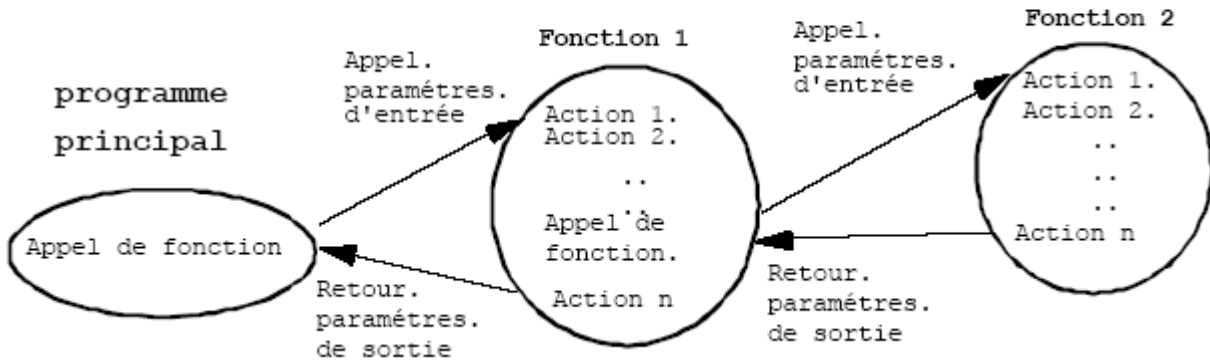 programme
principal
Appel de fonction
Appel.
paramétres.
d'entrée
Retour.
paramétres.
de sortie
Fonction 1
Action 1.
Action 2.
..
..
Appel de
fonction.
Action n
Appel.
paramétres.
d'entrée
Retour.
paramétres.
de sortie
Fonction 2
Action 1.
Action 2.
..
..
..
Action n